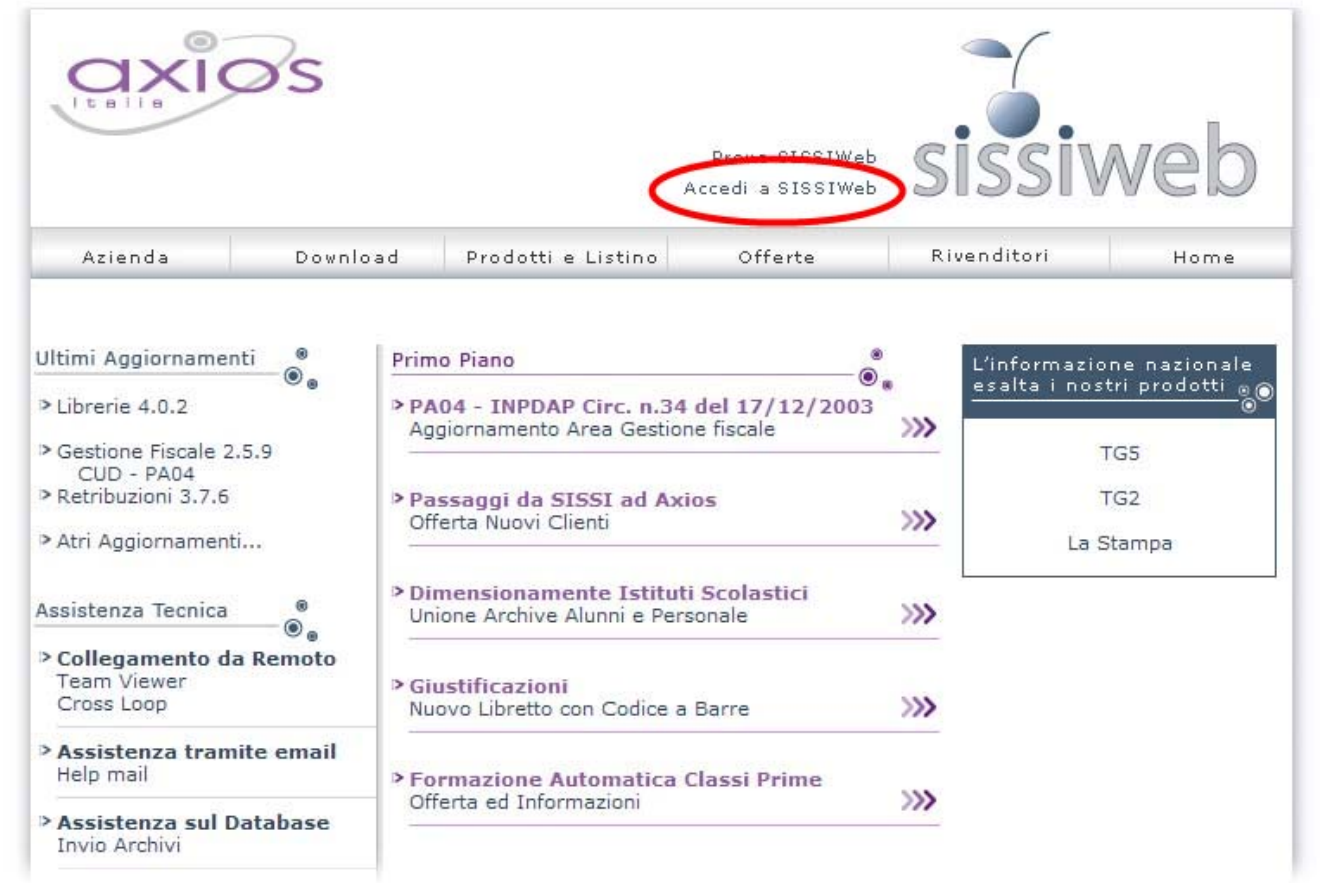 axios
Italia
Prova SISSIWeb
Accedi a SISSIWeb
sissiweb
Azienda
Download
Prodotti e Listino
Offerte
Rivenditori
Home
Ultimi Aggiornamenti
Librerie 4.0.2
Gestione Fiscale 2.5.9
CUD - PA04
Retribuzioni 3.7.6
Atri Aggiornamenti...
Assistenza Tecnica
Collegamento da Remoto
Team Viewer
Cross Loop
Assistenza tramite email
Help mail
Assistenza sul Database
Invio Archivi
Primo Piano
PA04 - INPDAP Circ. n.34 del 17/12/2003
Aggiornamento Area Gestione fiscale
Passaggi da SISSI ad Axios
Offerta Nuovi Clienti
Dimensionamente Istituti Scolastici
Unione Archive Alunni e Personale
Giustificazioni
Nuovo Libretto con Codice a Barre
Formazione Automatica Classi Prime
Offerta ed Informazioni
L'informazione nazionale
esalta i nostri prodotti
TG5
TG2
La Stampa